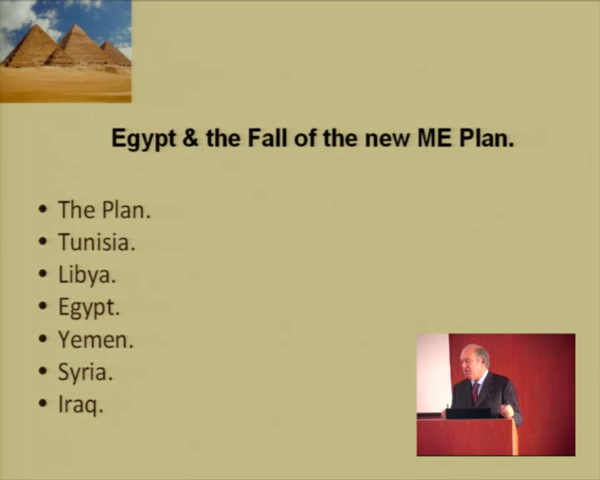 Egypt & the Fall of the new ME Plan.
• The Plan.
• Tunisia.
• Libya.
• Egypt.
• Yemen.
• Syria.
• Iraq.